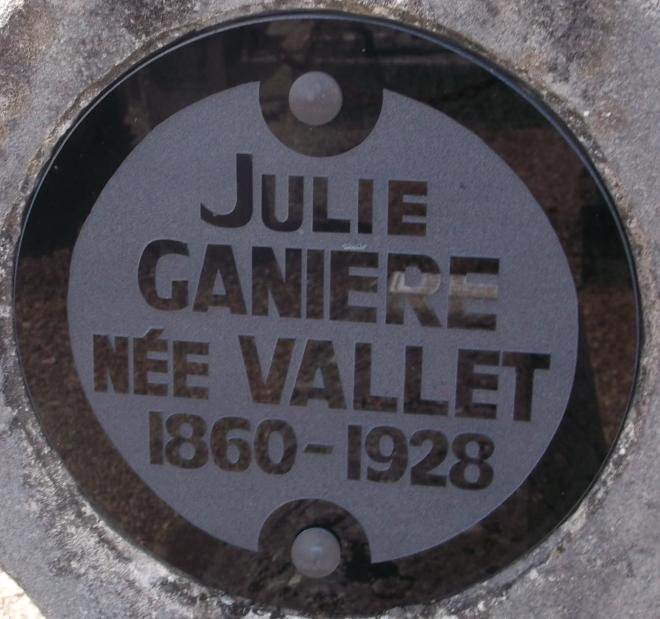 JULIE
GANIERE
NÉE VALLET
1860-1928